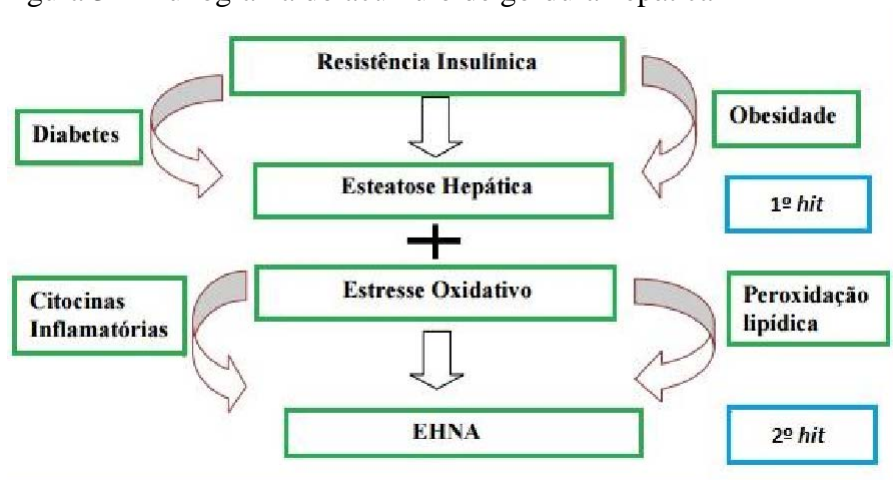 Resistência Insulínica
Diabetes
Obesidade
Esteatose Hepática
1º hit
+
Estresse Oxidativo
Citocinas
Inflamatórias
Peroxidação
lipídica
EHNA
2º hit